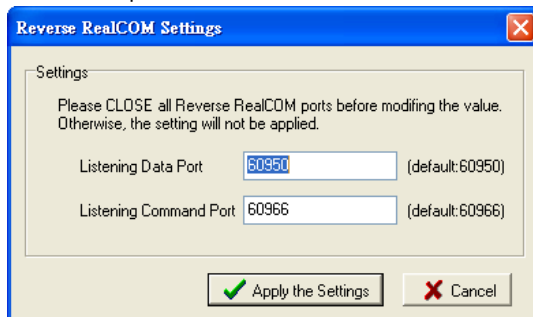 Reverse RealCOM Settings
Settings
Please CLOSE all Reverse RealCOM ports before modifing the value.
Otherwise, the setting will not be applied.
Listening Data Port 60950 (default:60950)
Listening Command Port 60966 (default:60966)
Apply the Settings Cancel